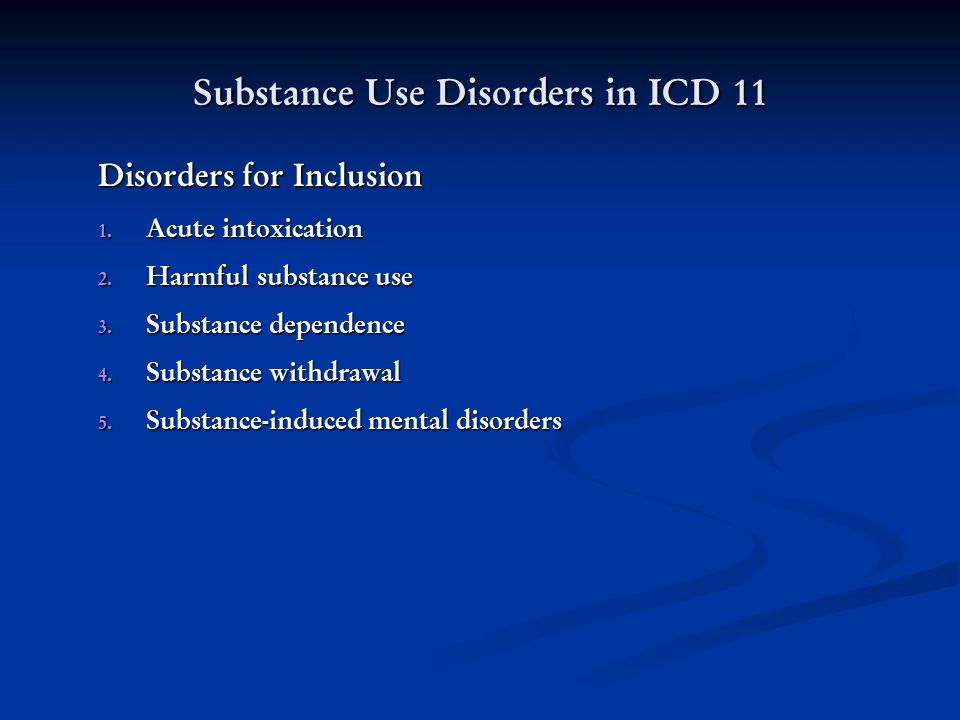 Substance Use Disorders in ICD 11
Disorders for Inclusion
1. Acute intoxication
2. Harmful substance use
3. Substance dependence
4. Substance withdrawal
5. Substance-induced mental disorders